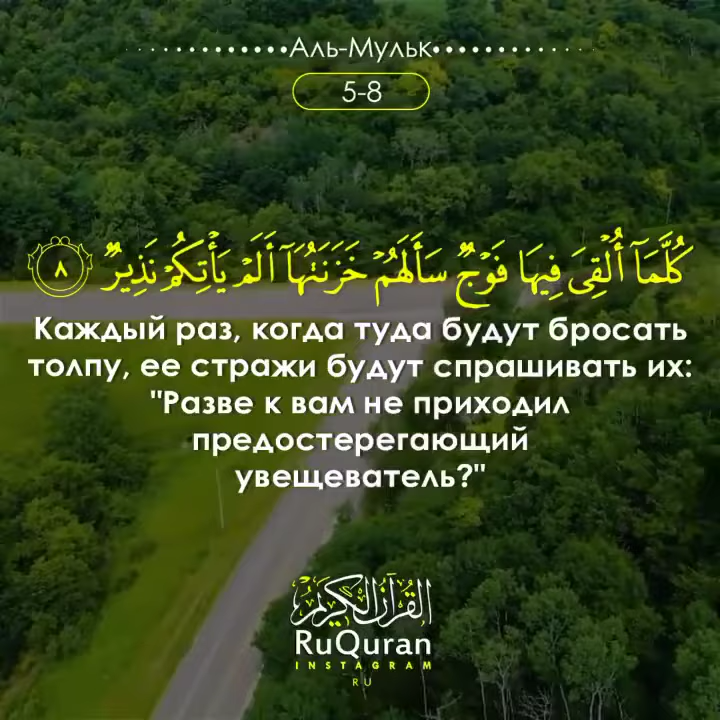 Аль-Мульк
5-8
كُلَّمَآ أُلْقِىَ فِيهَا فَوْجٌ سَأَلَهُمْ خَزَنَتُهَآ أَلَمْ يَأْتِكُمْ نَذِيرٌ ٨
Каждый раз, когда туда будут бросать
толпу, ее стражи будут спрашивать их:
"Разве к вам не приходил
предостерегающий
увещеватель?"
القرآن الكريم
RuQuran
INSTAGRAM
RU